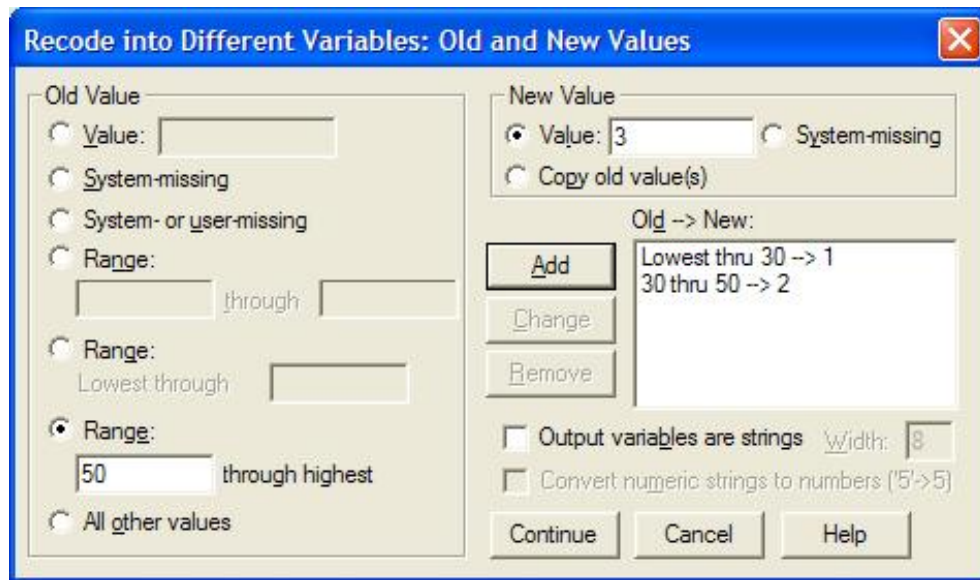 Recode into Different Variables: Old and New Values
Old Value
Value:
System-missing
System- or user-missing
Range:
through
Range:
Lowest through
Range:
50 through highest
All other values
New Value
Value: 3 System-missing
Copy old value(s)
Old --> New:
Add
Change
Remove
Lowest thru 30 --> 1
30 thru 50 --> 2
Output variables are strings Width: 8
Convert numeric strings to numbers ('5'->5)
Continue Cancel Help